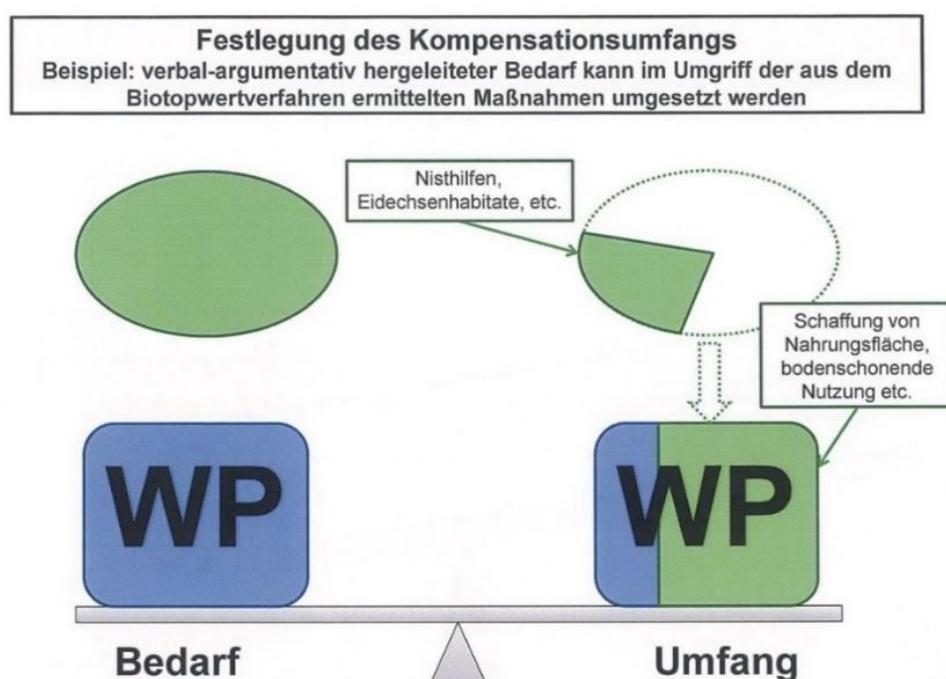 Festlegung des Kompensationsumfangs
Beispiel: verbal-argumentativ hergeleiteter Bedarf kann im Umgriff der aus dem
Biotopwertverfahren ermittelten Maßnahmen umgesetzt werden
Nisthilfen,
Eidechsenhabitate, etc.
Schaffung von
Nahrungsfläche,
bodenschonende
Nutzung etc.
WP
WP
Bedarf
Umfang